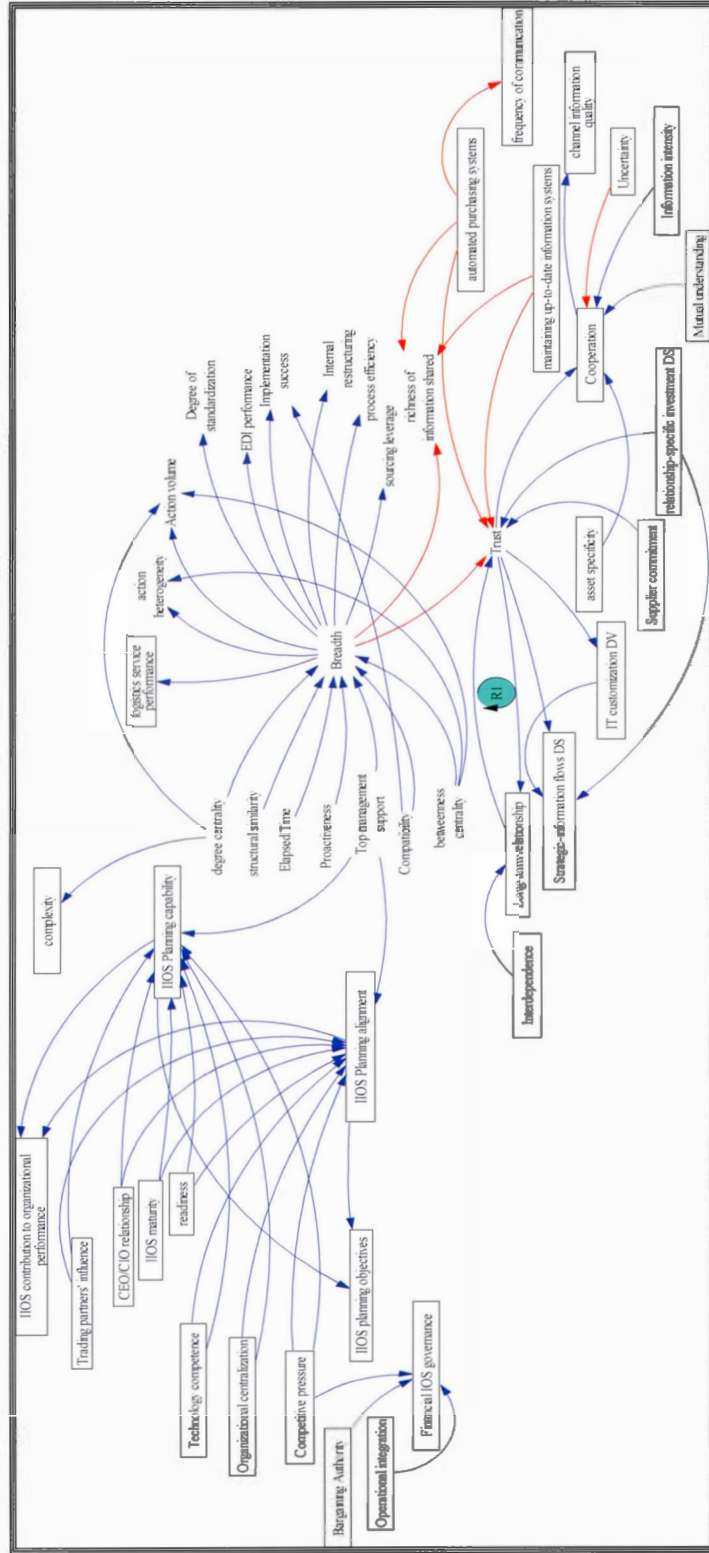 IIOS contribution to organizational
performance
Trading partners' influence
CEO/CIO relationship
IIOS maturity
readiness
Technology competence
Organizational centralization
Competitive pressure
Bargaining Authority
Operational integration
Financial IOS governance
IIOS planning objectives
IIOS Planning alignment
IIOS Planning capability
complexity
degree centrality
structural similarity
Elapsed Time
Proactiveness
Top management
support
Compatibility
betweenness
centrality
Breadth
logistics service
performance
action
heterogeneity
Action volume
Degree of
standardization
EDI performance
Implementation
success
Internal
restructuring
process efficiency
sourcing leverage
richness of
information shared
automated purchasing systems
frequency of communication
maintaining up-to-date information systems
channel information
quality
Uncertainty
Information intensity
Mutual understanding
Cooperation
relationship-specific investment DS
asset specificity
Supplier commitment
Trust
IT customization DV
Strategic-information flows DS
Long-term relationship
Interdependence
R1